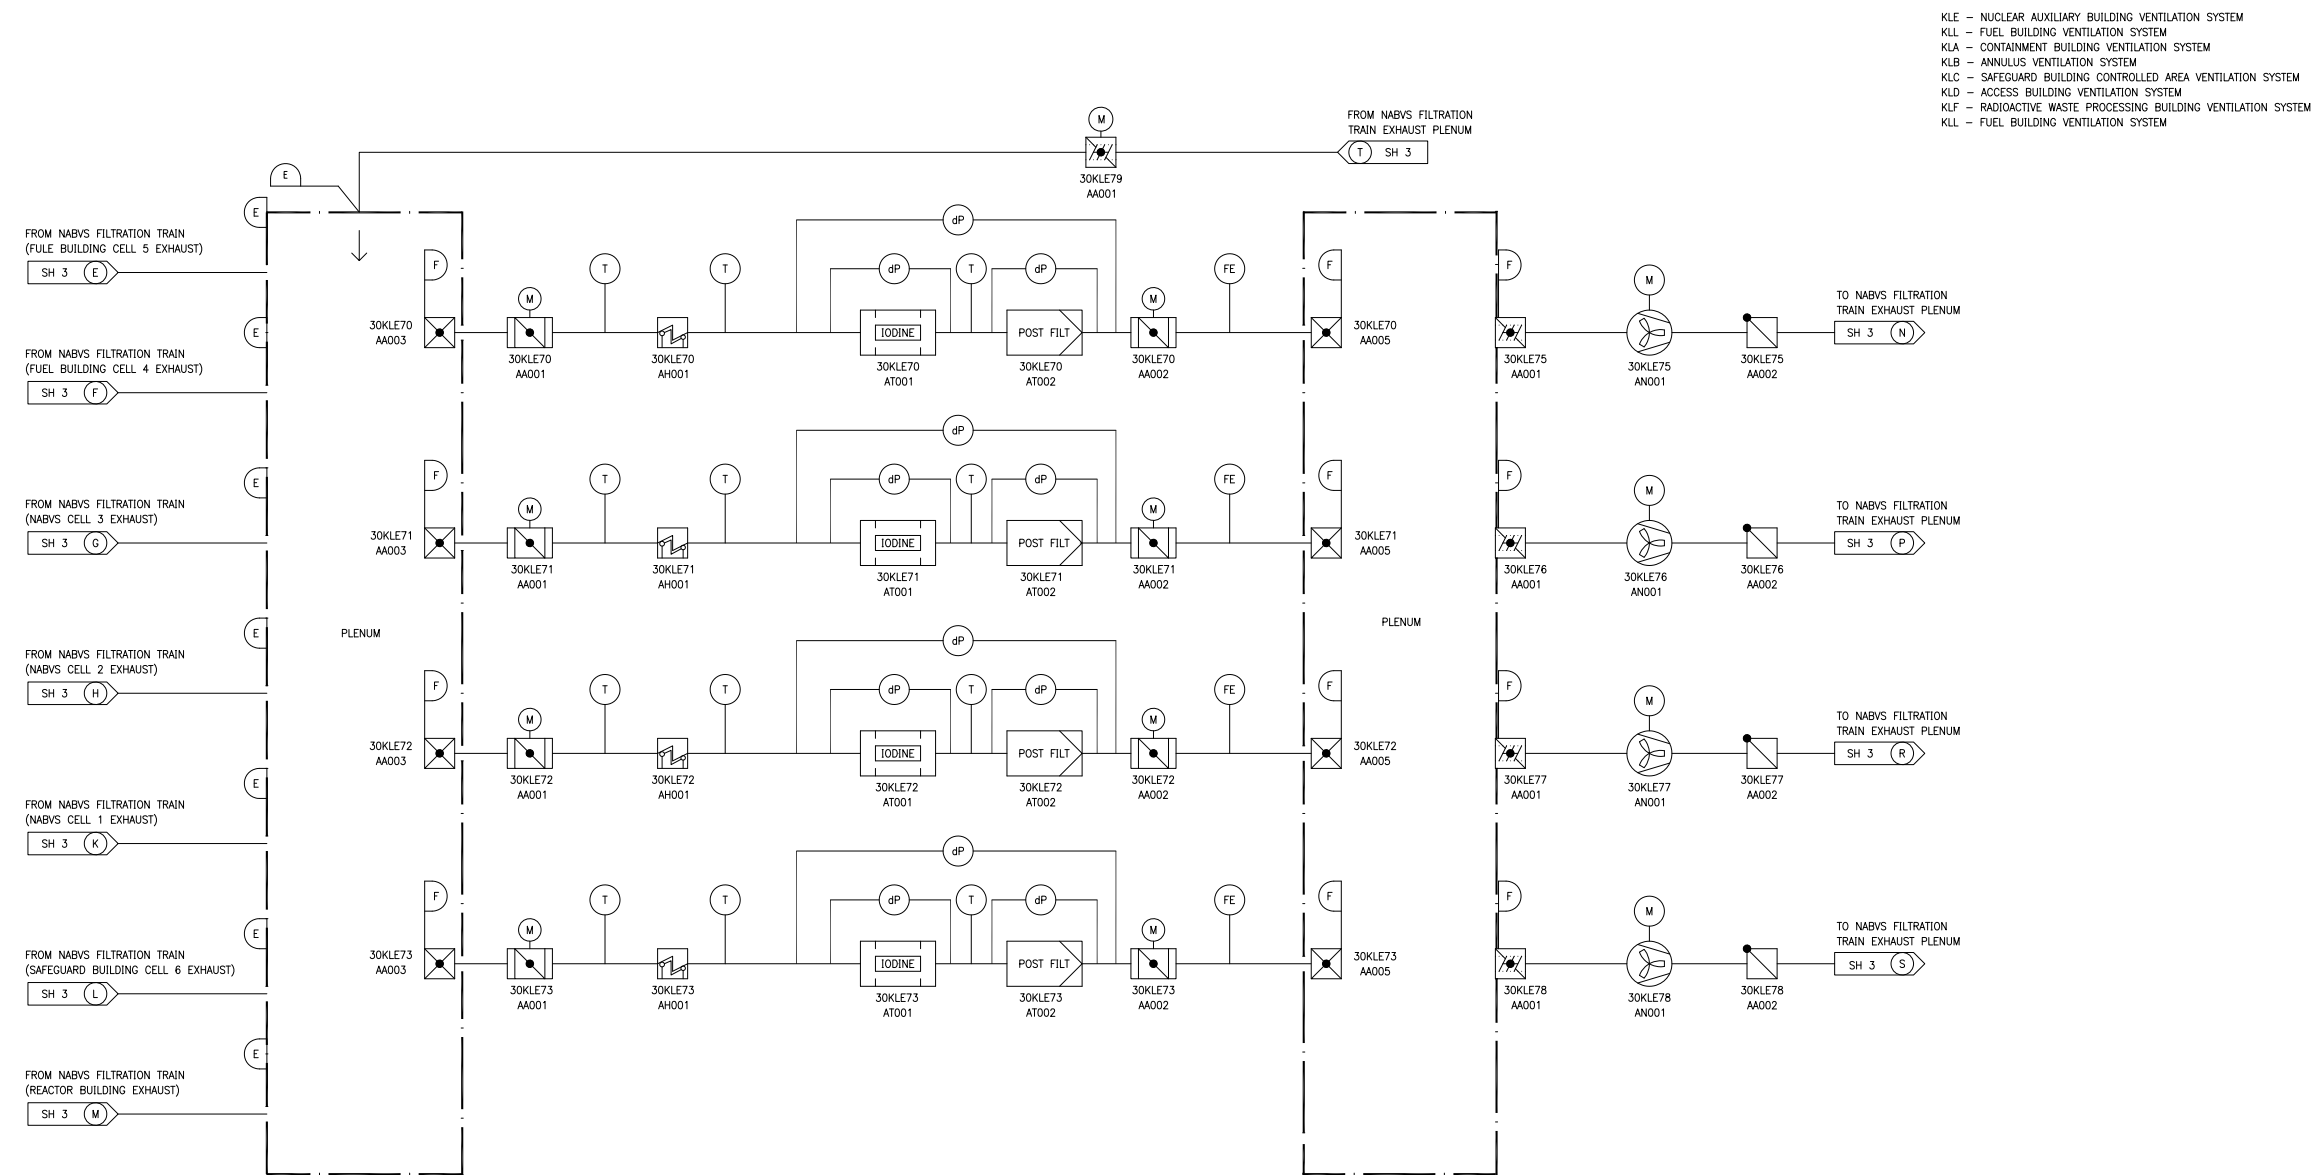 KLE – NUCLEAR AUXILIARY BUILDING VENTILATION SYSTEM
KLL – FUEL BUILDING VENTILATION SYSTEM
KLA – CONTAINMENT BUILDING VENTILATION SYSTEM
KLB – ANNULUS VENTILATION SYSTEM
KLC – SAFEGUARD BUILDING CONTROLLED AREA VENTILATION SYSTEM
KLD – ACCESS BUILDING VENTILATION SYSTEM
KLF – RADIOACTIVE WASTE PROCESSING BUILDING VENTILATION SYSTEM
KLL – FUEL BUILDING VENTILATION SYSTEM
M
30KLE79
AA001
FROM NABVS FILTRATION
TRAIN EXHAUST PLENUM
T SH 3
E
E
FROM NABVS FILTRATION TRAIN
(FULE BUILDING CELL 5 EXHAUST)
SH 3 E
E
FROM NABVS FILTRATION TRAIN
(FUEL BUILDING CELL 4 EXHAUST)
SH 3 F
E
FROM NABVS FILTRATION TRAIN
(NABVS CELL 3 EXHAUST)
SH 3 G
E
FROM NABVS FILTRATION TRAIN
(NABVS CELL 2 EXHAUST)
SH 3 H
E
FROM NABVS FILTRATION TRAIN
(NABVS CELL 1 EXHAUST)
SH 3 K
E
FROM NABVS FILTRATION TRAIN
(SAFEGUARD BUILDING CELL 6 EXHAUST)
SH 3 L
E
FROM NABVS FILTRATION TRAIN
(REACTOR BUILDING EXHAUST)
SH 3 M
PLENUM
PLENUM
dP
F T T dP T dP FE F F
M M M
IODINE POST FILT
30KLE70
AA003
30KLE70
AA001
30KLE70
AH001
30KLE70
AT001
30KLE70
AT002
30KLE70
AA002
30KLE70
AA005
30KLE75
AA001
30KLE75
AN001
30KLE75
AA002
TO NABVS FILTRATION
TRAIN EXHAUST PLENUM
SH 3 N
dP
F T T dP T dP FE F F
M M M
IODINE POST FILT
30KLE71
AA003
30KLE71
AA001
30KLE71
AH001
30KLE71
AT001
30KLE71
AT002
30KLE71
AA002
30KLE71
AA005
30KLE76
AA001
30KLE76
AN001
30KLE76
AA002
TO NABVS FILTRATION
TRAIN EXHAUST PLENUM
SH 3 P
dP
F T T dP T dP FE F F
M M M
IODINE POST FILT
30KLE72
AA003
30KLE72
AA001
30KLE72
AH001
30KLE72
AT001
30KLE72
AT002
30KLE72
AA002
30KLE72
AA005
30KLE77
AA001
30KLE77
AN001
30KLE77
AA002
TO NABVS FILTRATION
TRAIN EXHAUST PLENUM
SH 3 R
dP
F T T dP T dP FE F F
M M M
IODINE POST FILT
30KLE73
AA003
30KLE73
AA001
30KLE73
AH001
30KLE73
AT001
30KLE73
AT002
30KLE73
AA002
30KLE73
AA005
30KLE78
AA001
30KLE78
AN001
30KLE78
AA002
TO NABVS FILTRATION
TRAIN EXHAUST PLENUM
SH 3 S